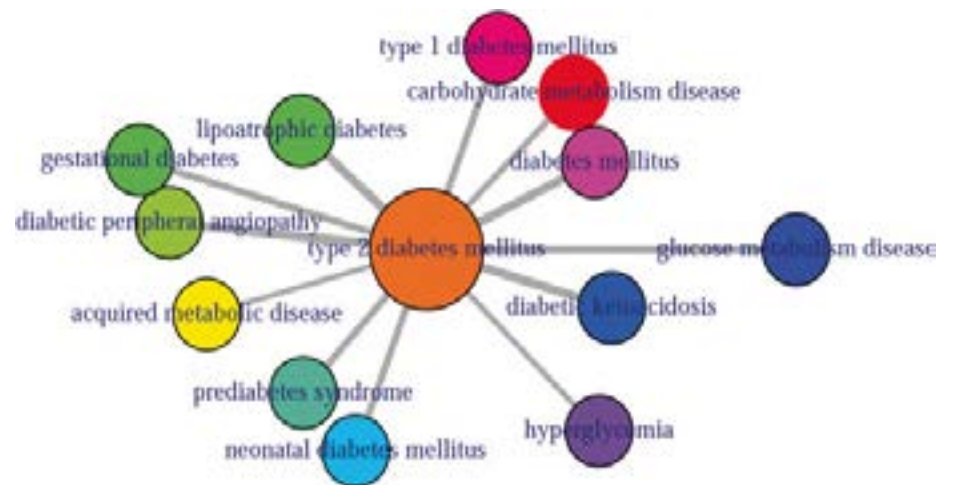 type 1 diabetes mellitus
carbohydrate metabolism disease
lipoatrophic diabetes
gestational diabetes
diabetes mellitus
diabetic peripheral angiopathy
type 2 diabetes mellitus
glucose metabolism disease
diabetic ketoacidosis
acquired metabolic disease
prediabetes syndrome
hyperglycemia
neonatal diabetes mellitus